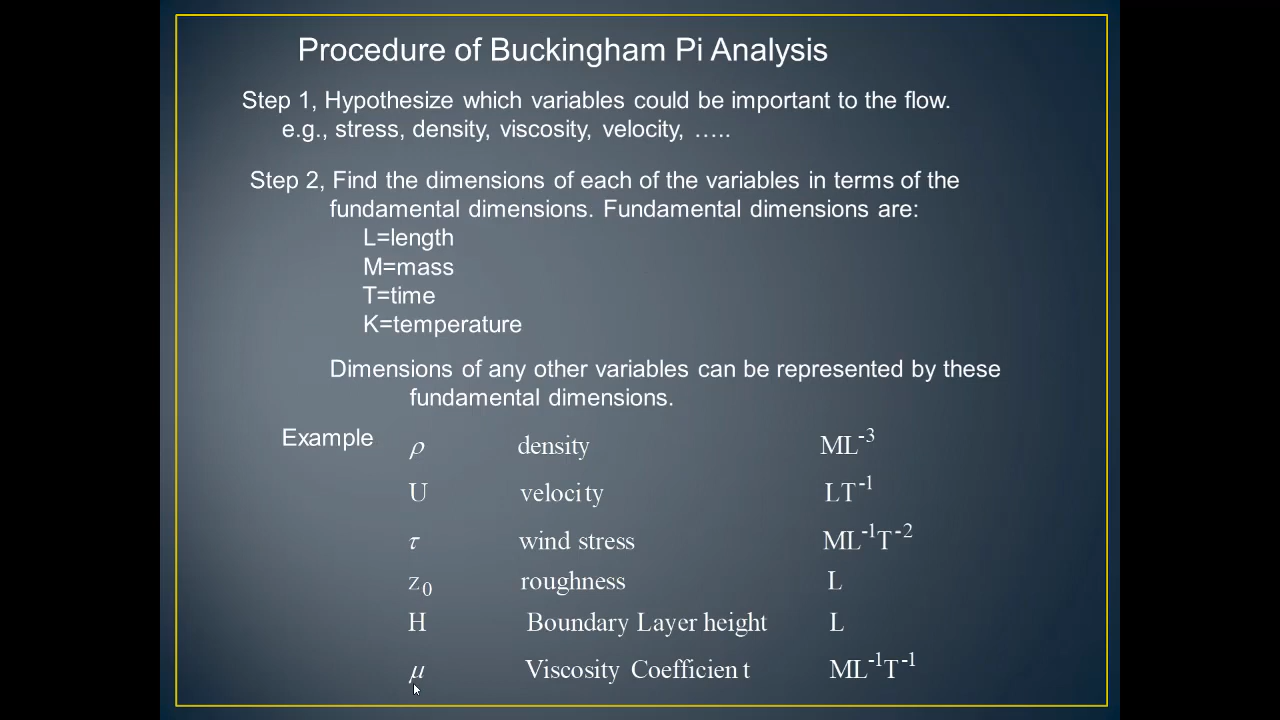 Procedure of Buckingham Pi Analysis
Step 1, Hypothesize which variables could be important to the flow.
e.g., stress, density, viscosity, velocity, …..
Step 2, Find the dimensions of each of the variables in terms of the
fundamental dimensions. Fundamental dimensions are:
L=length
M=mass
T=time
K=temperature
Dimensions of any other variables can be represented by these
fundamental dimensions.
Example
ρ density ML⁻³
U velocity LT⁻¹
τ wind stress ML⁻¹T⁻²
z₀ roughness L
H Boundary Layer height L
μ Viscosity Coefficient ML⁻¹T⁻¹